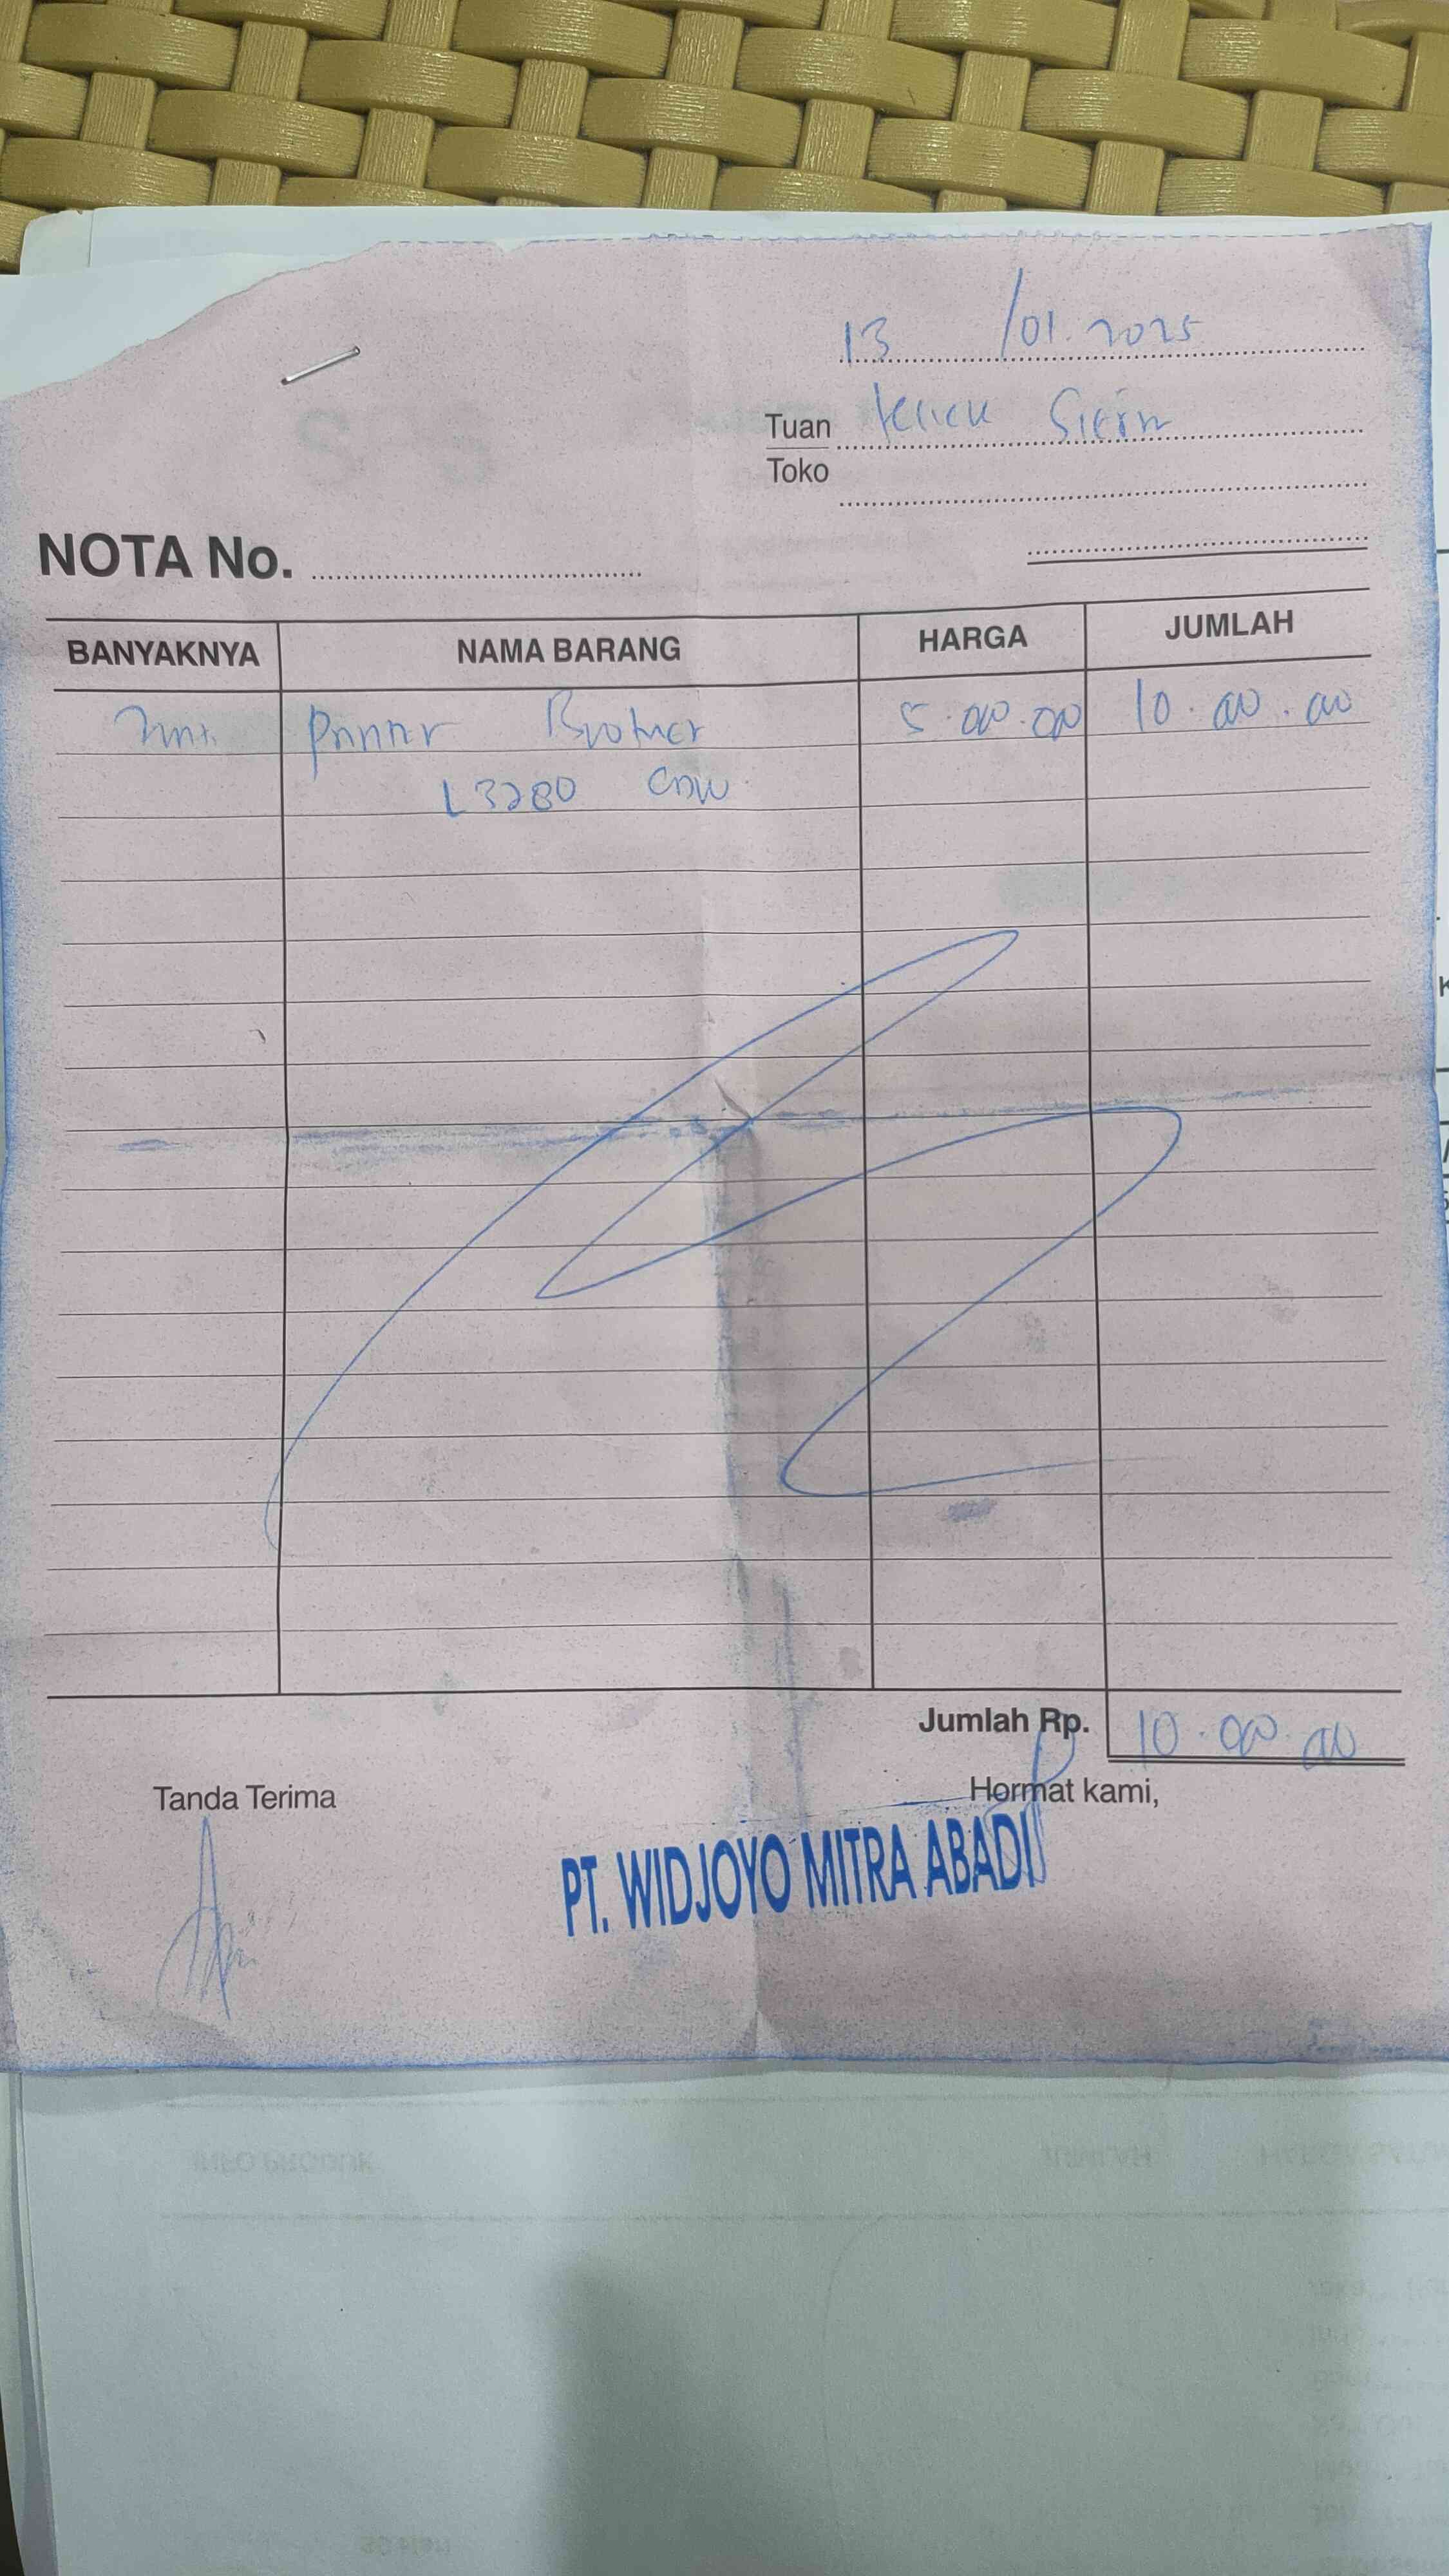 13 /01.2025
Tuan
Toko
NOTA No.
BANYAKNYA NAMA BARANG HARGA JUMLAH
2unit Printer Brother 5.000.000 10.000.000
L3280 CDW
Jumlah Rp. 10.000.000
Tanda Terima Hormat kami,
PT. WIDJOYO MITRA ABADI